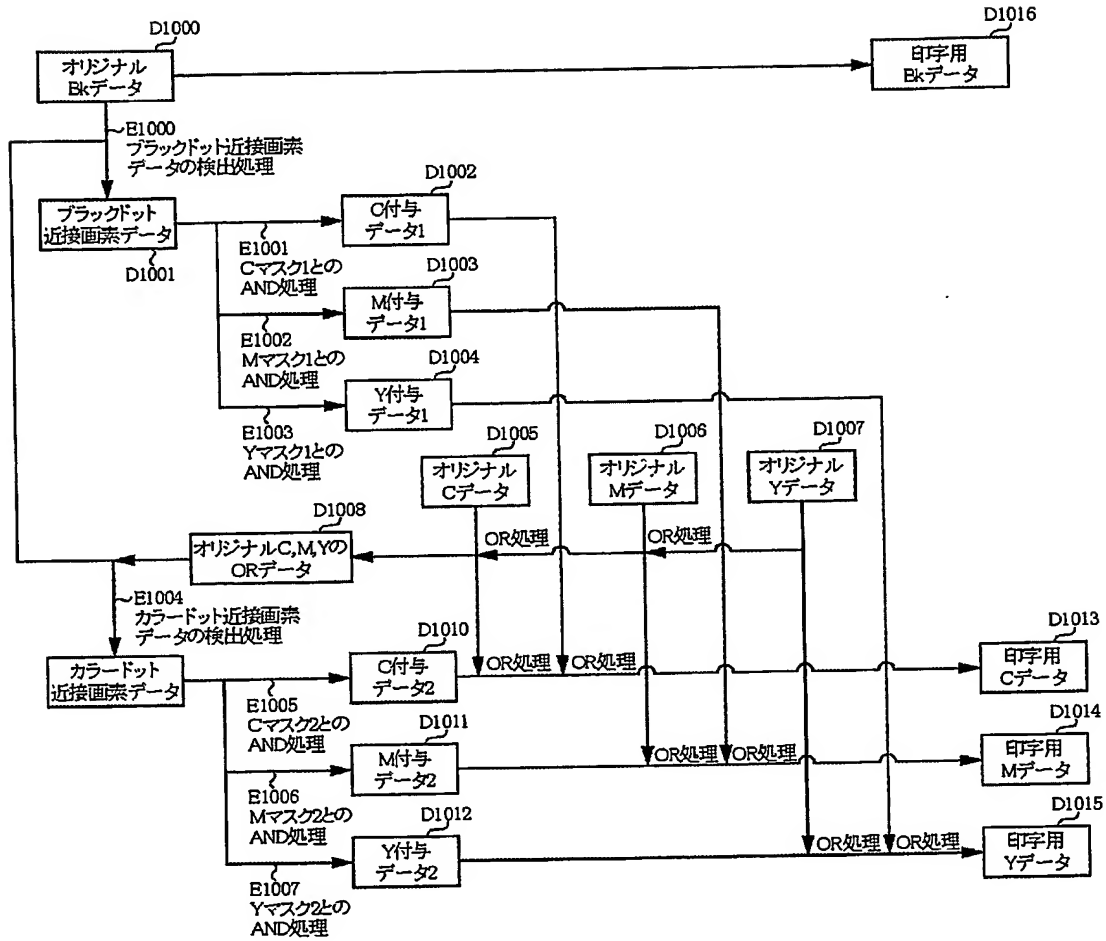 D1000
オリジナル
Bkデータ
D1016
印字用
Bkデータ
E1000
ブラックドット近接画素
データの検出処理
ブラックドット
近接画素データ
D1001
D1002
C付与
データ1
E1001
Cマスク1との
AND処理
D1003
M付与
データ1
E1002
Mマスク1との
AND処理
D1004
Y付与
データ1
E1003
Yマスク1との
AND処理
D1005
オリジナル
Cデータ
D1006
オリジナル
Mデータ
D1007
オリジナル
Yデータ
D1008
オリジナルC,M,Yの
ORデータ
OR処理
OR処理
E1004
カラードット近接画素
データの検出処理
カラードット
近接画素データ
D1010
C付与
データ2
OR処理
OR処理
D1013
印字用
Cデータ
E1005
Cマスク2との
AND処理
D1011
M付与
データ2
OR処理
OR処理
D1014
印字用
Mデータ
E1006
Mマスク2との
AND処理
D1012
Y付与
データ2
OR処理
OR処理
D1015
印字用
Yデータ
E1007
Yマスク2との
AND処理